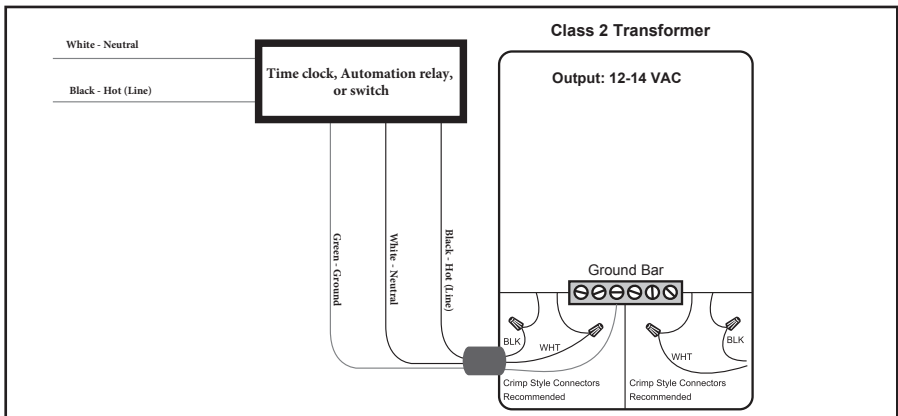 Class 2 Transformer
White - Neutral
Time clock, Automation relay,
or switch
Output: 12-14 VAC
Black - Hot (Line)
Green - Ground
White - Neutral
Black - Hot (Line)
Ground Bar
BLK
WHT
WHT
BLK
Crimp Style Connectors
Recommended
Crimp Style Connectors
Recommended